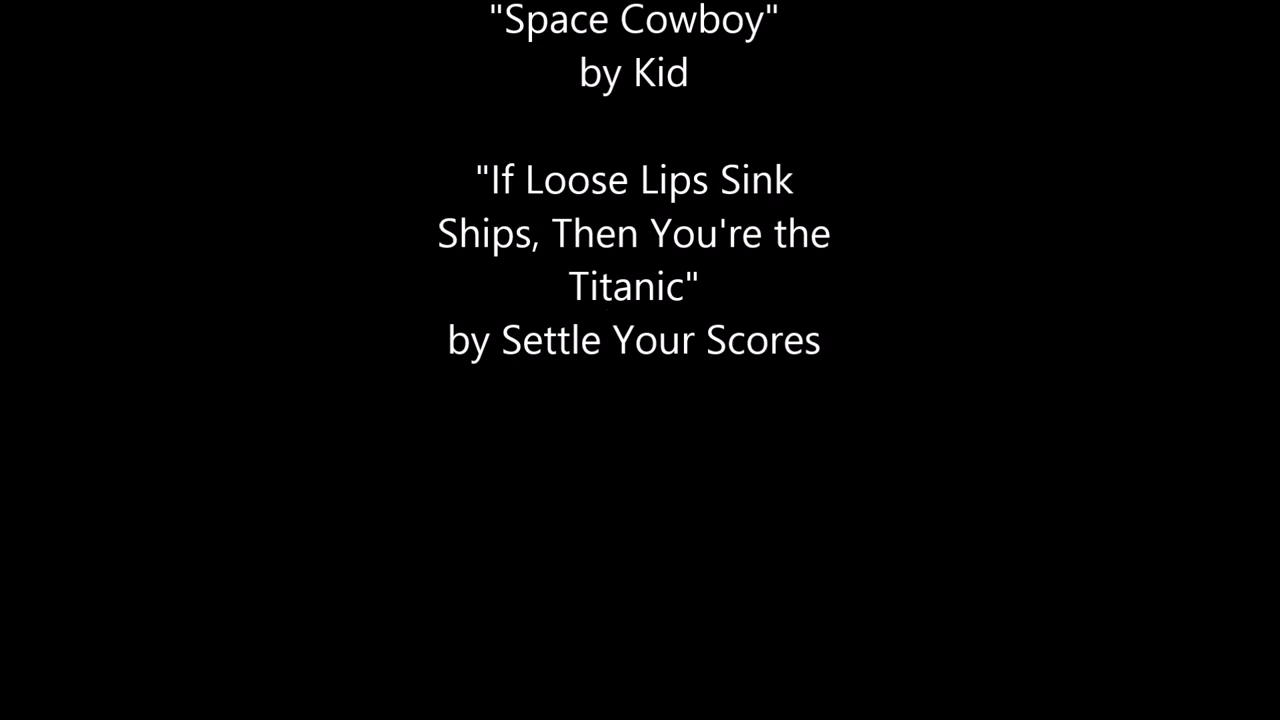 "Space Cowboy"
by Kid
"If Loose Lips Sink
Ships, Then You're the
Titanic"
by Settle Your Scores